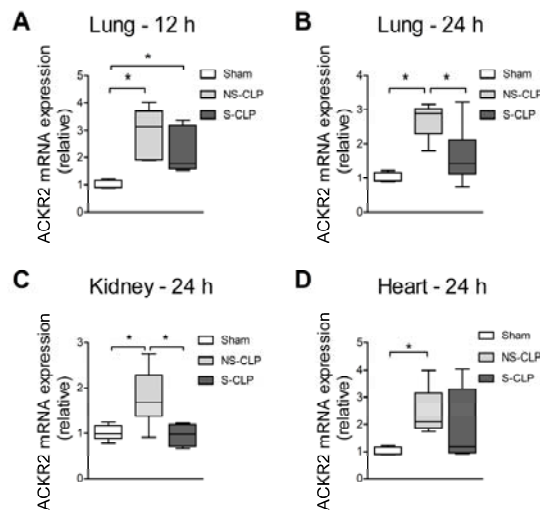 A
Lung - 12 h
ACKR2 mRNA expression
(relative)
5
4
3
2
1
0
*
*
Sham
NS-CLP
S-CLP
B
Lung - 24 h
ACKR2 mRNA expression
(relative)
4
3
2
1
0
*
*
Sham
NS-CLP
S-CLP
C
Kidney - 24 h
ACKR2 mRNA expression
(relative)
3
2
1
0
*
*
Sham
NS-CLP
S-CLP
D
Heart - 24 h
ACKR2 mRNA expression
(relative)
5
4
3
2
1
0
*
Sham
NS-CLP
S-CLP